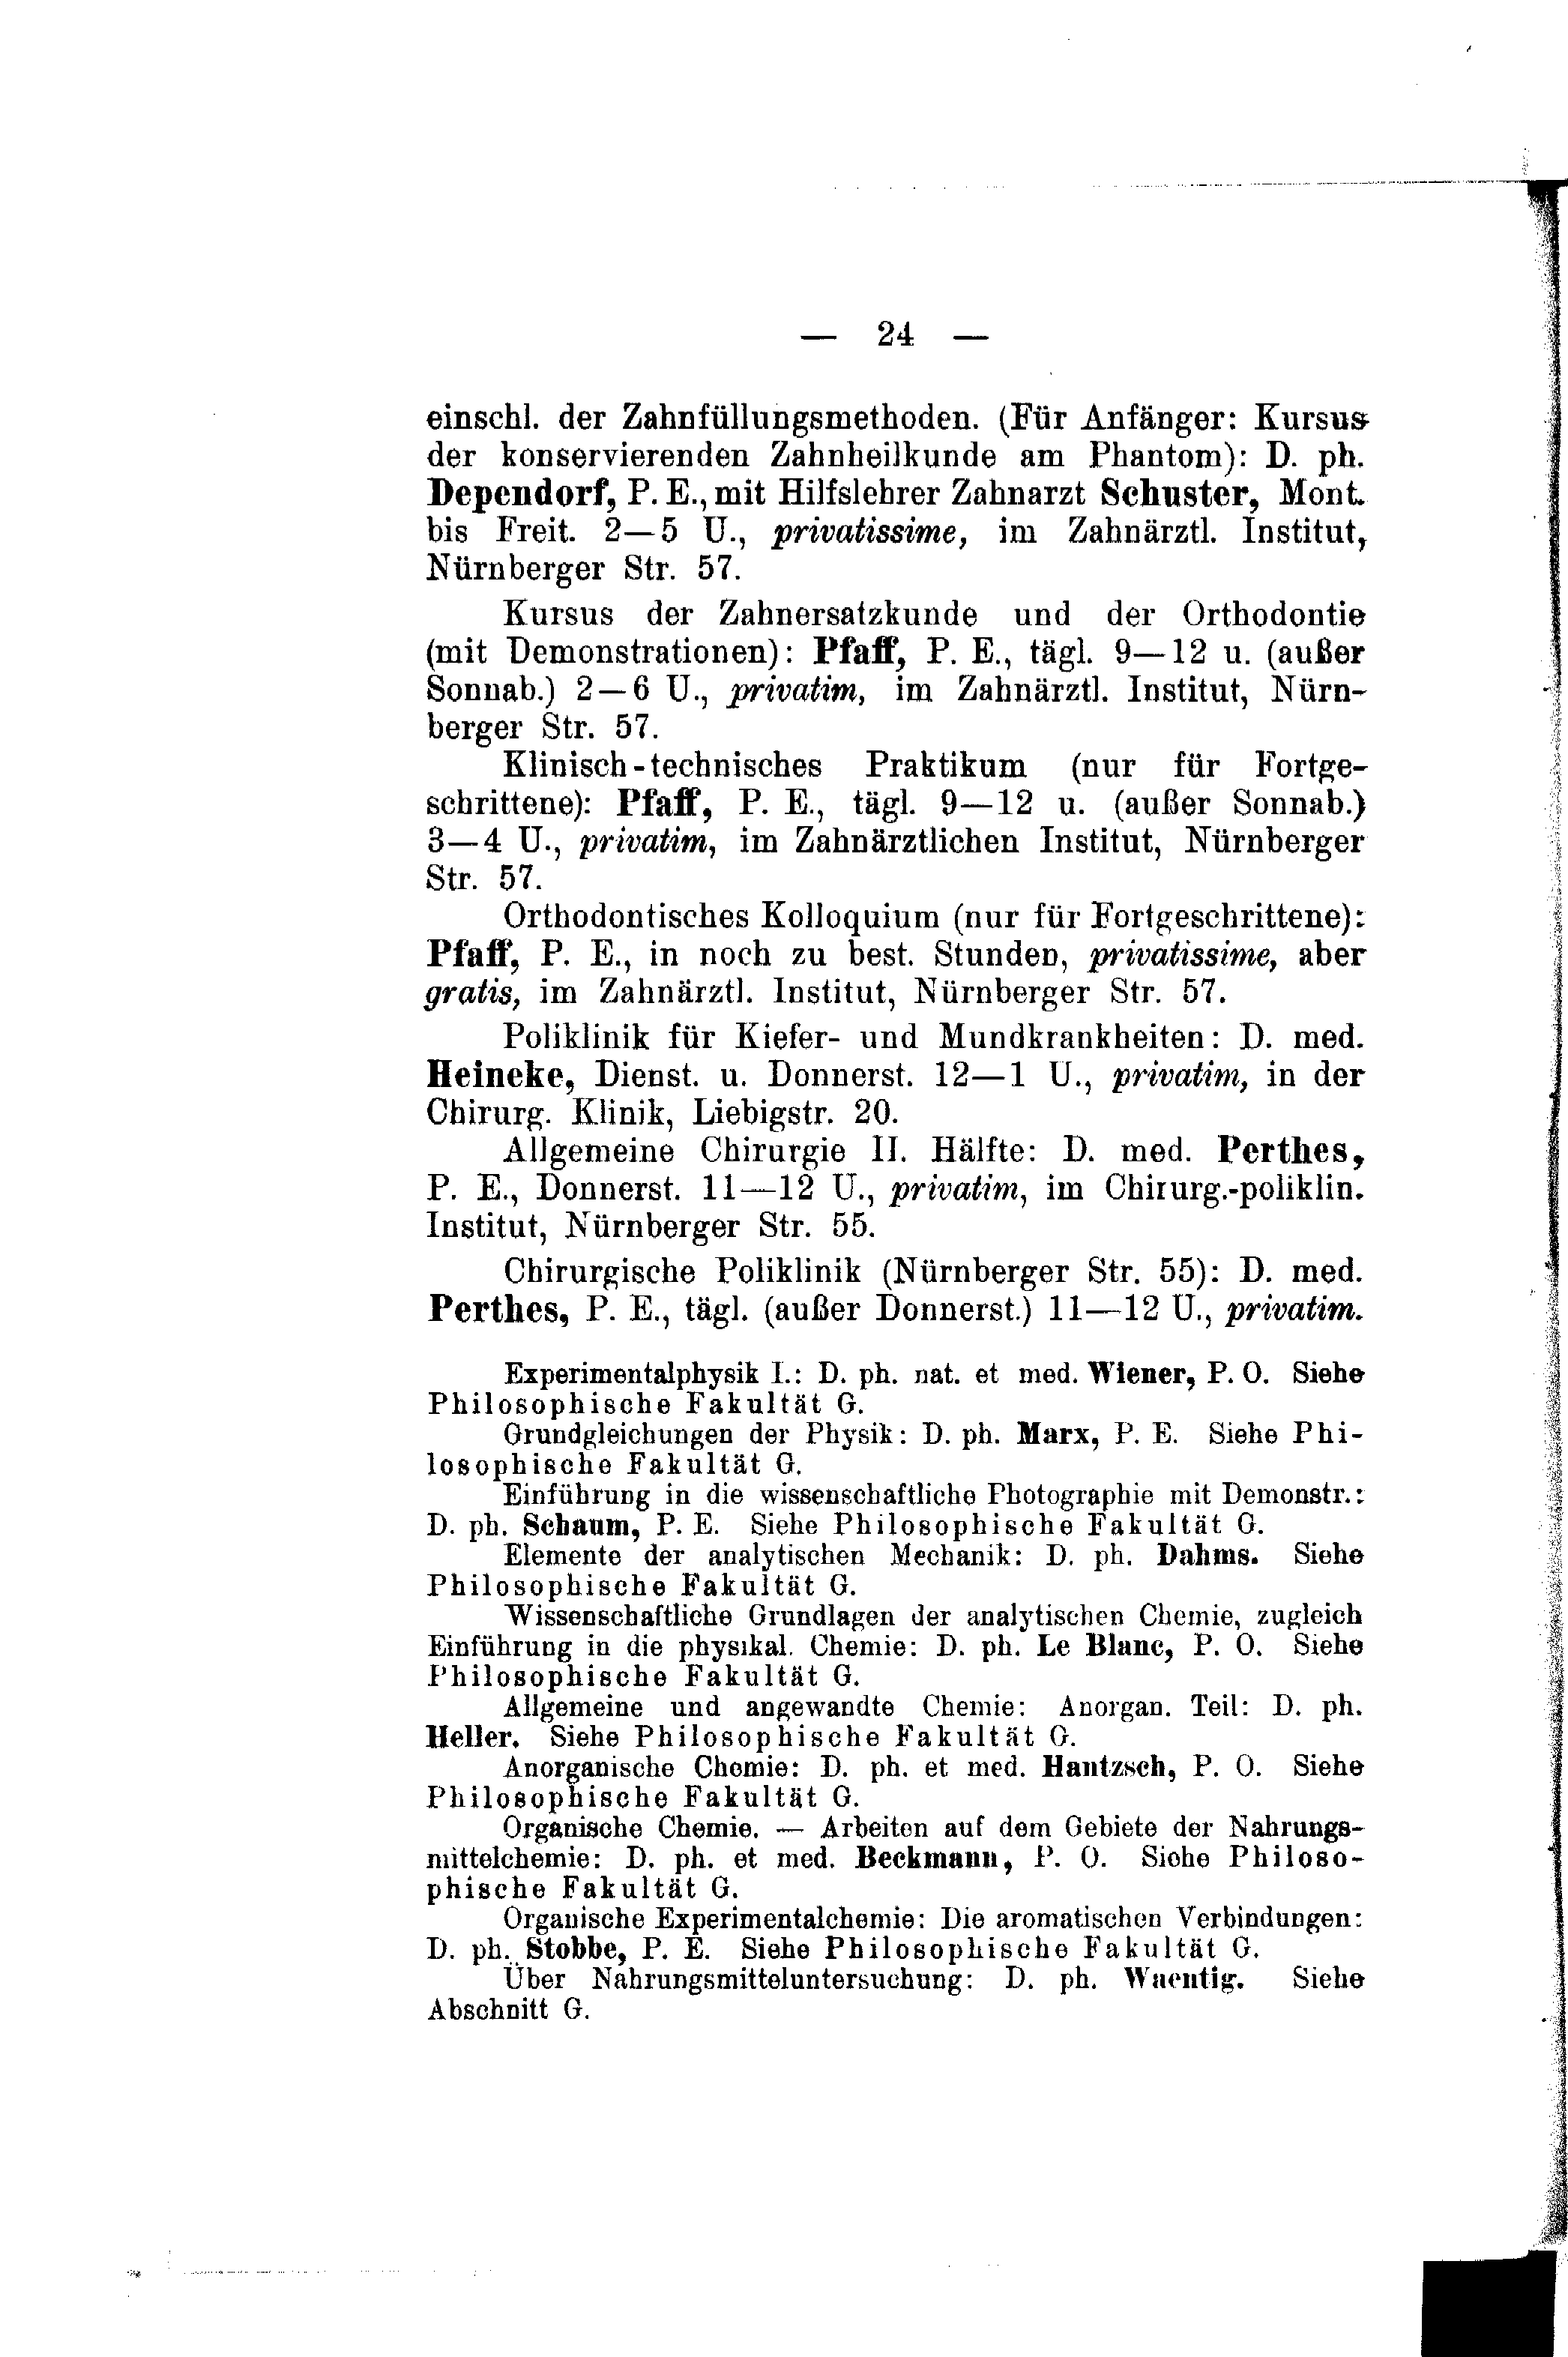 — 24 —
einschl. der Zahnfüllungsmethoden. (Für Anfänger: Kursus
der konservierenden Zahnheilkunde am Phantom): D. ph.
Dependorf, P. E., mit Hilfslehrer Zahnarzt Schuster, Mont.
bis Freit. 2—5 U., privatissime, im Zahnärztl. Institut,
Nürnberger Str. 57.
Kursus der Zahnersatzkunde und der Orthodontie
(mit Demonstrationen): Pfaff, P. E., tägl. 9—12 u. (außer
Sonnab.) 2—6 U., privatim, im Zahnärztl. Institut, Nürn-
berger Str. 57.
Klinisch-technisches Praktikum (nur für Fortge-
schrittene): Pfaff, P. E., tägl. 9—12 u. (außer Sonnab.)
3—4 U., privatim, im Zahnärztlichen Institut, Nürnberger
Str. 57.
Orthodontisches Kolloquium (nur für Fortgeschrittene):
Pfaff, P. E., in noch zu best. Stunden, privatissime, aber
gratis, im Zahnärztl. Institut, Nürnberger Str. 57.
Poliklinik für Kiefer- und Mundkrankheiten: D. med.
Heineke, Dienst. u. Donnerst. 12—1 U., privatim, in der
Chirurg. Klinik, Liebigstr. 20.
Allgemeine Chirurgie II. Hälfte: D. med. Perthes,
P. E., Donnerst. 11—12 U., privatim, im Chirurg.-poliklin.
Institut, Nürnberger Str. 55.
Chirurgische Poliklinik (Nürnberger Str. 55): D. med.
Perthes, P. E., tägl. (außer Donnerst.) 11—12 U., privatim.
Experimentalphysik I.: D. ph. nat. et med. Wiener, P. O. Siehe
Philosophische Fakultät G.
Grundgleichungen der Physik: D. ph. Marx, P. E. Siehe Phi-
losophische Fakultät G.
Einführung in die wissenschaftliche Photographie mit Demonstr.:
D. ph. Schaum, P. E. Siehe Philosophische Fakultät G.
Elemente der analytischen Mechanik: D. ph. Dahms. Siehe
Philosophische Fakultät G.
Wissenschaftliche Grundlagen der analytischen Chemie, zugleich
Einführung in die physikal. Chemie: D. ph. Le Blanc, P. O. Siehe
Philosophische Fakultät G.
Allgemeine und angewandte Chemie: Anorgan. Teil: D. ph.
Heller. Siehe Philosophische Fakultät G.
Anorganische Chemie: D. ph. et med. Hantzsch, P. O. Siehe
Philosophische Fakultät G.
Organische Chemie. — Arbeiten auf dem Gebiete der Nahrungs-
mittelchemie: D. ph. et med. Beckmann, P. O. Siehe Philoso-
phische Fakultät G.
Organische Experimentalchemie: Die aromatischen Verbindungen:
D. ph. Stobbe, P. E. Siehe Philosophische Fakultät G.
Über Nahrungsmitteluntersuchung: D. ph. Waentig. Siehe
Abschnitt G.